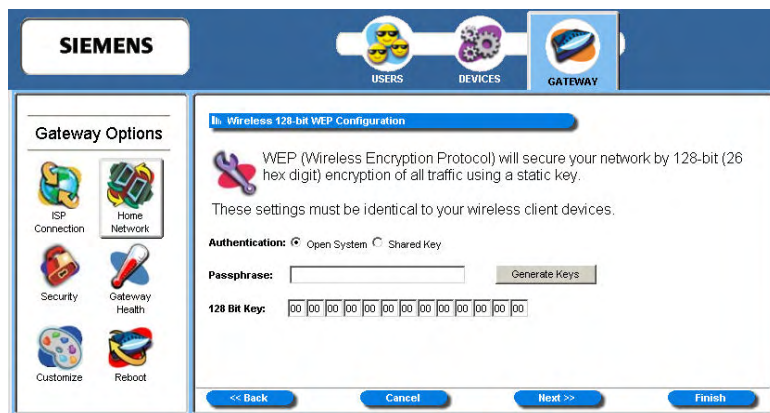 SIEMENS
USERS
DEVICES
GATEWAY
Gateway Options
ISP
Connection
Home
Network
Security
Gateway
Health
Customize
Reboot
Wireless 128-bit WEP Configuration
WEP (Wireless Encryption Protocol) will secure your network by 128-bit (26
hex digit) encryption of all traffic using a static key.
These settings must be identical to your wireless client devices.
Authentication: Open System Shared Key
Passphrase: Generate Keys
128 Bit Key: 00 00 00 00 00 00 00 00 00 00 00 00 00
<< Back Cancel Next >> Finish